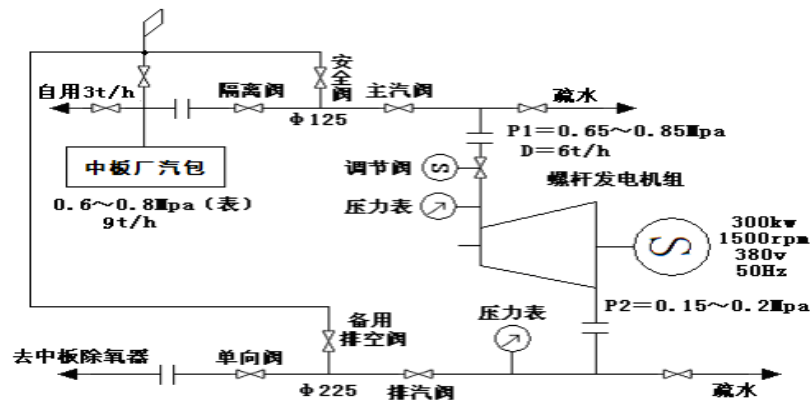 安全阀
自用3t/h
隔离阀
主汽阀
疏水
φ125
P1＝0.65～0.85Mpa
D＝6t/h
中板厂汽包
调节阀
S
螺杆发电机组
0.6～0.8Mpa（表）
9t/h
压力表
S
300kw
1500rpm
380v
50Hz
P2＝0.15～0.2Mpa
备用
排空阀
压力表
去中板除氧器
单向阀
φ225
排汽阀
疏水